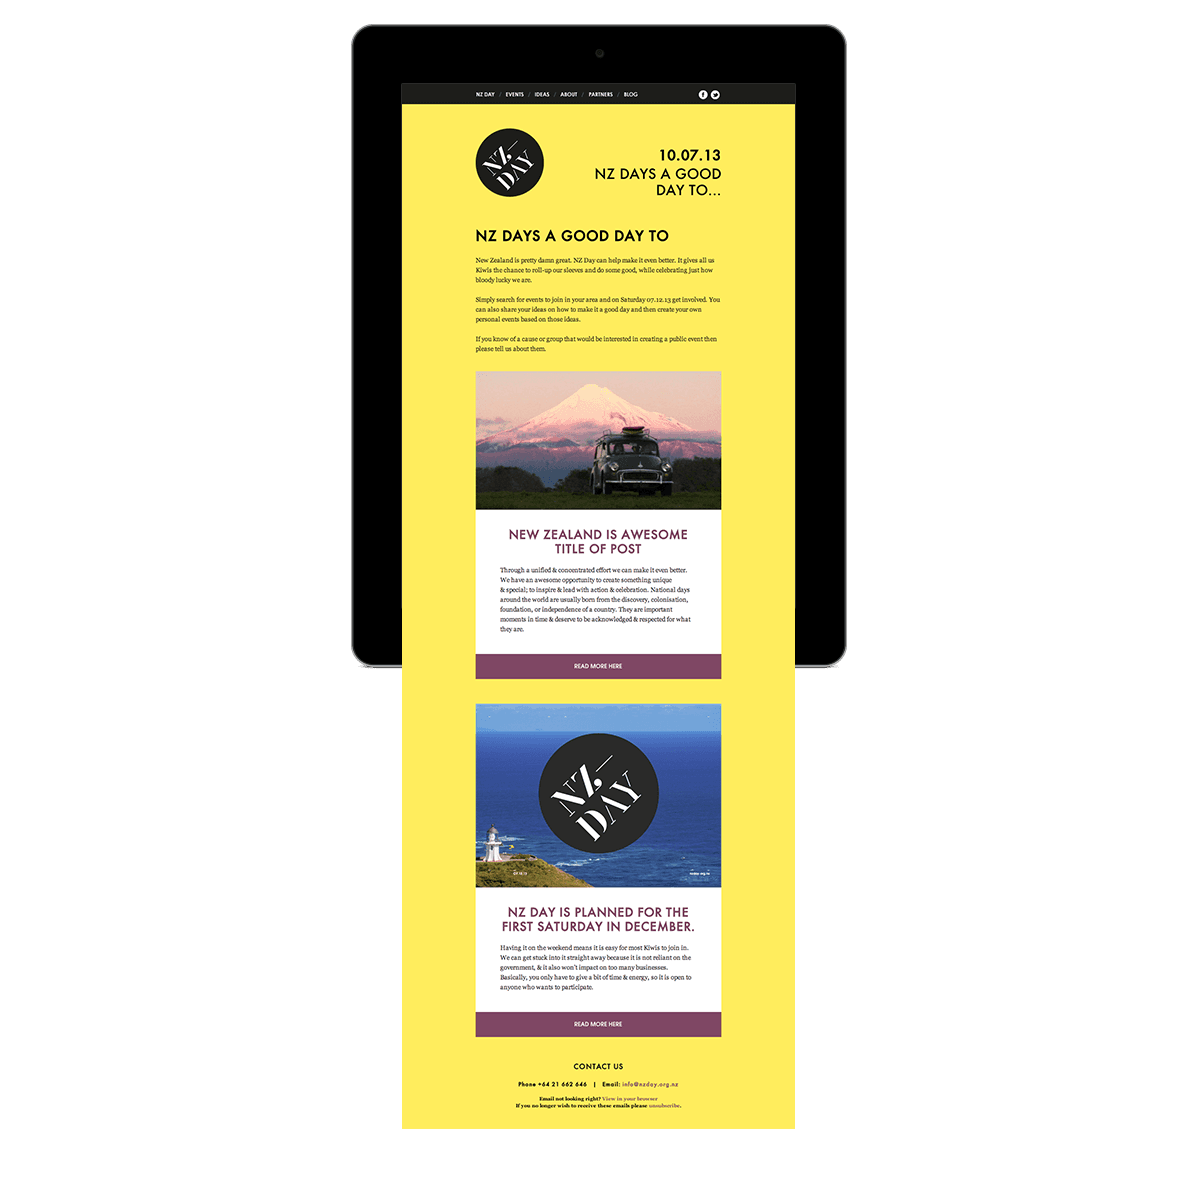 NZ DAY / EVENTS / IDEAS / ABOUT / PARTNERS / BLOG
NZ—
DAY
10.07.13
NZ DAYS A GOOD
DAY TO...
NZ DAYS A GOOD DAY TO
New Zealand is pretty damn great. NZ Day can help make it even better. It gives all us
Kiwis the chance to roll-up our sleeves and do some good, while celebrating just how
bloody lucky we are.
Simply search for events to join in your area and on Saturday 07.12.13 get involved. You
can also share your ideas on how to make it a good day and then create your own
personal events based on those ideas.
If you know of a cause or group that would be interested in creating a public event then
please tell us about them.
NEW ZEALAND IS AWESOME
TITLE OF POST
Through a unified & concentrated effort we can make it even better.
We have an awesome opportunity to create something unique
& special; to inspire & lead with action & celebration. National days
around the world are usually born from the discovery, colonisation,
foundation, or independence of a country. They are important
moments in time & deserve to be acknowledged & respected for what
they are.
READ MORE HERE
NZ—
DAY
NZ DAY IS PLANNED FOR THE
FIRST SATURDAY IN DECEMBER.
Having it on the weekend means it is easy for most Kiwis to join in.
We can get stuck into it straight away because it is not reliant on the
government, & it also won't impact on too many businesses.
Basically, you only have to give a bit of time & energy, so it is open to
anyone who wants to participate.
READ MORE HERE
CONTACT US
Phone +64 21 662 646 | Email: info@nzday.org.nz
Email not looking right? View in your browser
If you no longer wish to receive these emails please unsubscribe.